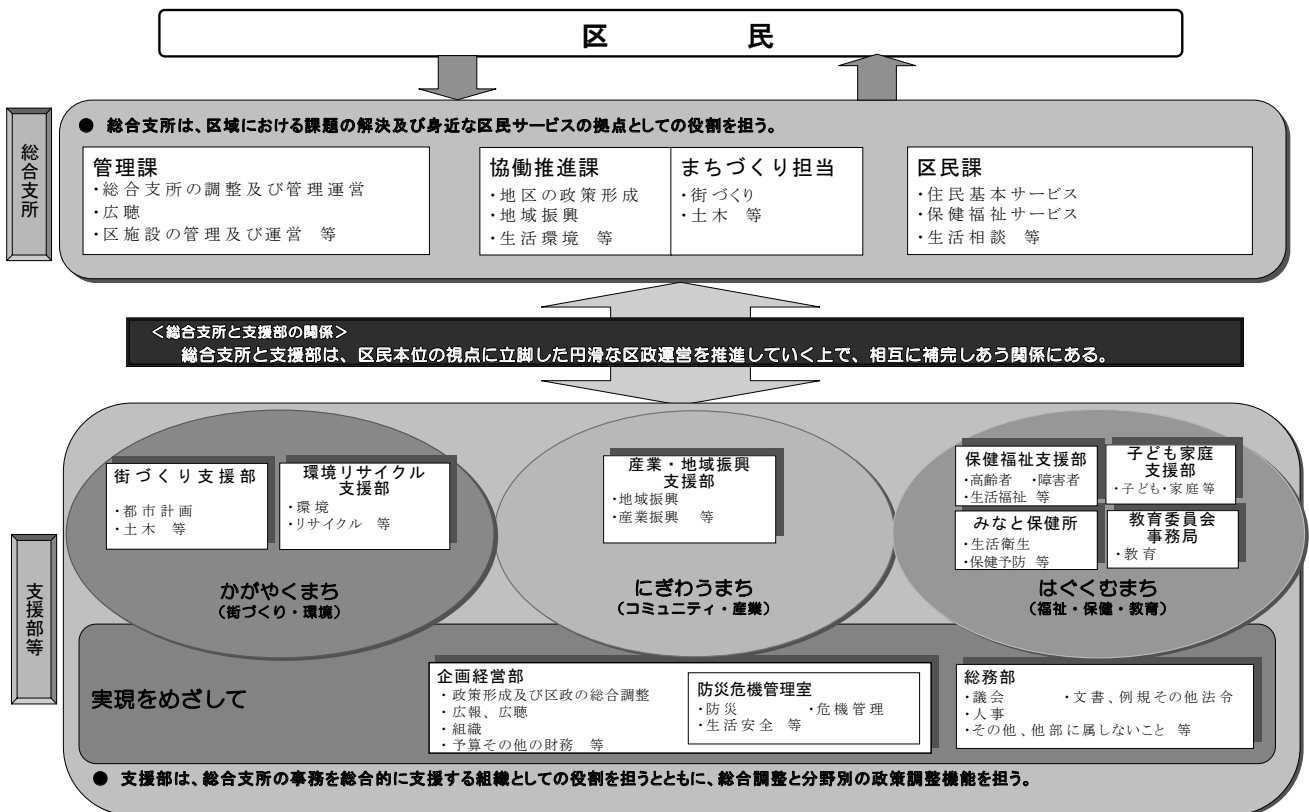 区 民
総合支所
● 総合支所は、区域における課題の解決及び身近な区民サービスの拠点としての役割を担う。
管理課
・総合支所の調整及び管理運営
・広聴
・区施設の管理及び運営 等
協働推進課
・地区の政策形成
・地域振興
・生活環境 等
まちづくり担当
・街づくり
・土木 等
区民課
・住民基本サービス
・保健福祉サービス
・生活相談 等
<総合支所と支援部の関係>
総合支所と支援部は、区民本位の視点に立脚した円滑な区政運営を推進していく上で、相互に補完しあう関係にある。
支援部等
街づくり支援部
・都市計画
・土木 等
環境リサイクル
支援部
・環境
・リサイクル 等
かがやくまち
(街づくり・環境)
産業・地域振興
支援部
・地域振興
・産業振興 等
にぎわうまち
(コミュニティ・産業)
保健福祉支援部
・高齢者 ・障害者
・生活福祉 等
子ども家庭
支援部
・子ども・家庭等
みなと保健所
・生活衛生
・保健予防 等
教育委員会
事務局
・教育
はぐくむまち
(福祉・保健・教育)
実現をめざして
企画経営部
・政策形成及び区政の総合調整
・広報、広聴
・組織
・予算その他の財務 等
防災危機管理室
・防災 ・危機管理
・生活安全 等
総務部
・議会 ・文書、例規その他法令
・人事
・その他、他部に属しないこと 等
● 支援部は、総合支所の事務を総合的に支援する組織としての役割を担うとともに、総合調整と分野別の政策調整機能を担う。